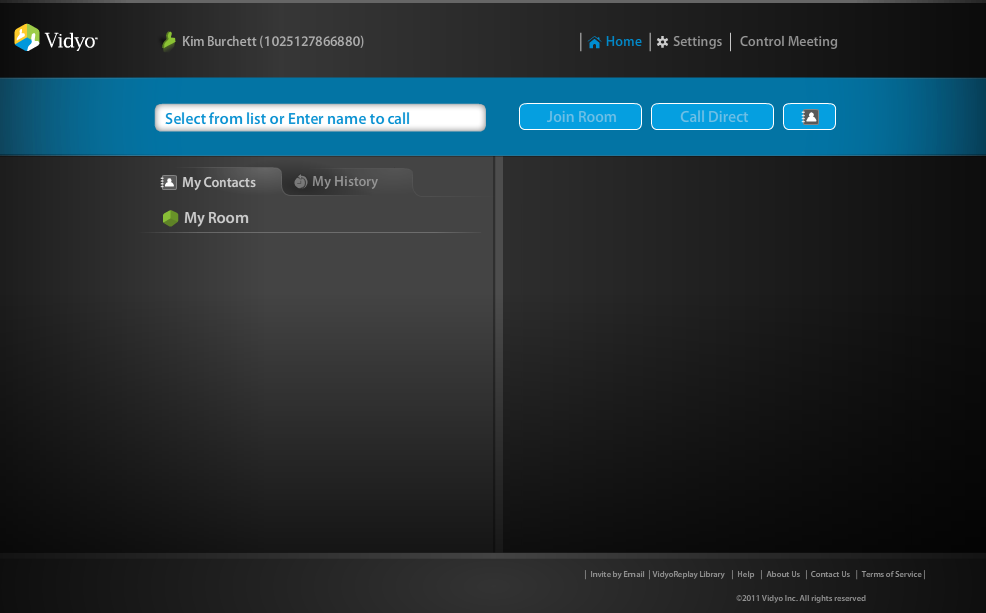 Vidyo
Kim Burchett (1025127866880)
| Home | Settings | Control Meeting
Select from list or Enter name to call
Join Room
Call Direct
My Contacts
My History
My Room
| Invite by Email | VidyoReplay Library | Help | About Us | Contact Us | Terms of Service |
©2011 Vidyo Inc. All rights reserved